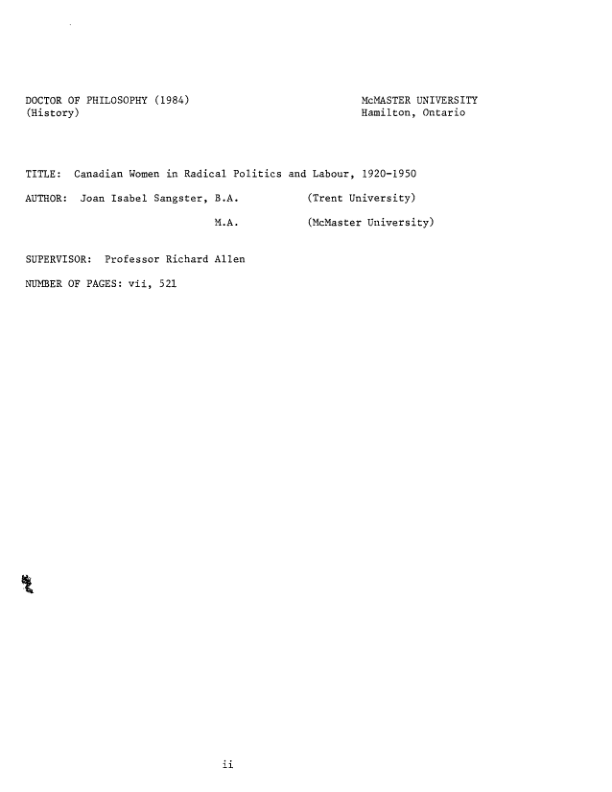 DOCTOR OF PHILOSOPHY (1984) McMASTER UNIVERSITY
(History) Hamilton, Ontario
TITLE: Canadian Women in Radical Politics and Labour, 1920-1950
AUTHOR: Joan Isabel Sangster, B.A. (Trent University)
M.A. (McMaster University)
SUPERVISOR: Professor Richard Allen
NUMBER OF PAGES: vii, 521
ii